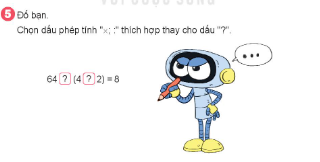 5 Đố bạn.
Chọn dấu phép tính "×; :" thích hợp thay cho dấu "?".
...
64 ? (4 ? 2) = 8